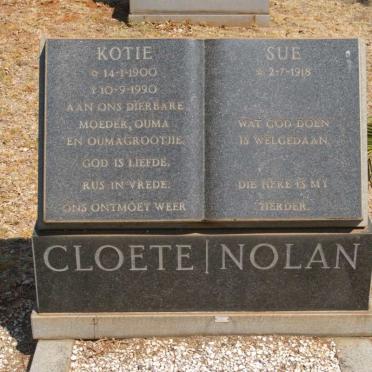 KOTIE
☆ 14-1-1900
† 10-9-1990
AAN ONS DIERBARE
MOEDER, OUMA
EN OUMAGROOTJIE.
GOD IS LIEFDE.
RUS IN VREDE.
ONS ONTMOET WEER
SUE
☆ 2-7-1918
WAT GOD DOEN
IS WELGEDAAN.
DIE HERE IS MY
HERDER.
CLOETE | NOLAN